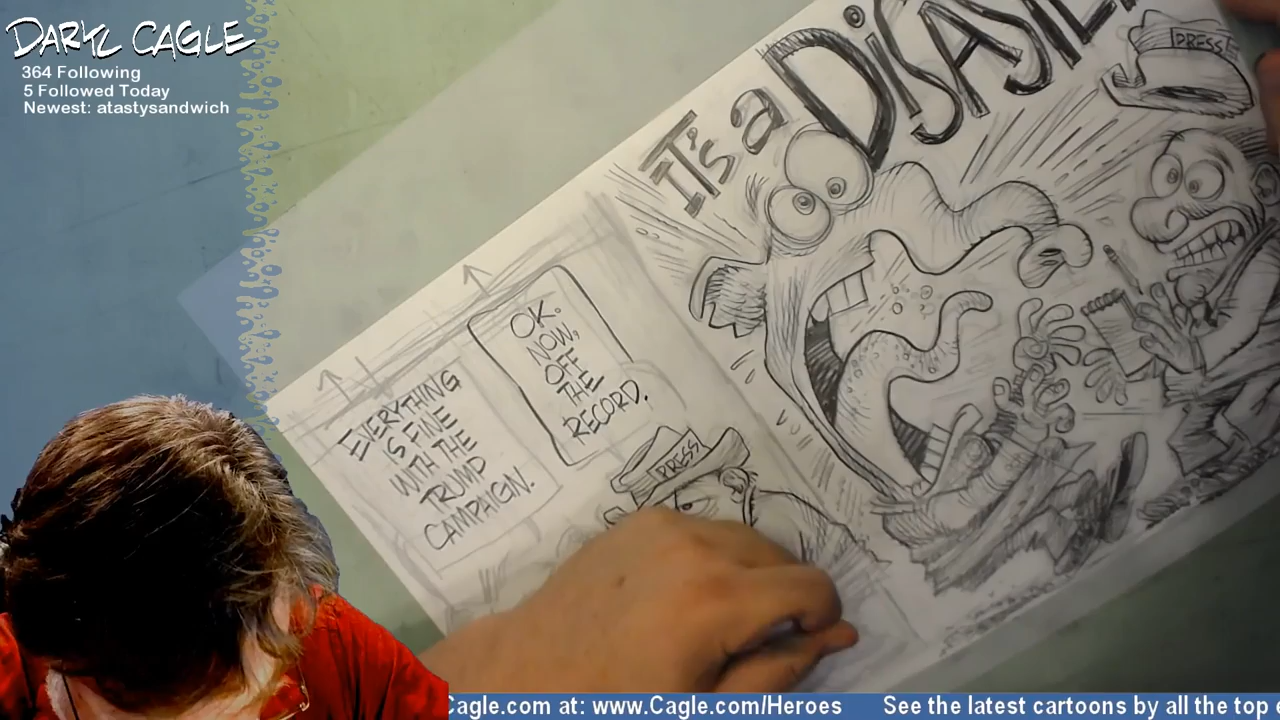 DARYL CAGLE
364 Following
5 Followed Today
Newest: atastysandwich
EVERYTHING
IS FINE
WITH THE
TRUMP
CAMPAIGN.
OK.
NOW,
OFF
THE
RECORD.
IT'S a
PRESS
PRESS
Cagle.com at: www.Cagle.com/Heroes See the latest cartoons by all the top